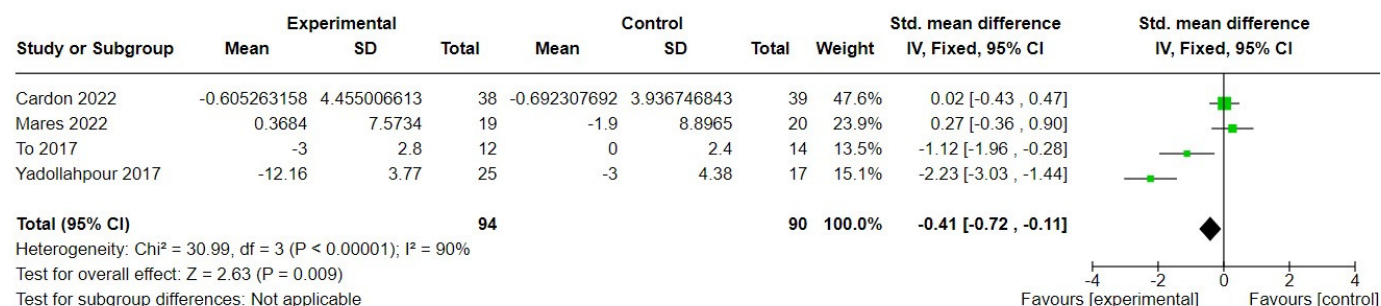 Experimental Control Std. mean difference Std. mean difference
Study or Subgroup Mean SD Total Mean SD Total Weight IV, Fixed, 95% CI IV, Fixed, 95% CI
Cardon 2022 -0.605263158 4.455006613 38 -0.692307692 3.936746843 39 47.6% 0.02 [-0.43 , 0.47]
Mares 2022 0.3684 7.5734 19 -1.9 8.8965 20 23.9% 0.27 [-0.36 , 0.90]
To 2017 -3 2.8 12 0 2.4 14 13.5% -1.12 [-1.96 , -0.28]
Yadollahpour 2017 -12.16 3.77 25 -3 4.38 17 15.1% -2.23 [-3.03 , -1.44]
Total (95% CI) 94 90 100.0% -0.41 [-0.72 , -0.11]
Heterogeneity: Chi² = 30.99, df = 3 (P < 0.00001); I² = 90%
Test for overall effect: Z = 2.63 (P = 0.009)
Test for subgroup differences: Not applicable
-4 -2 0 2 4
Favours [experimental] Favours [control]